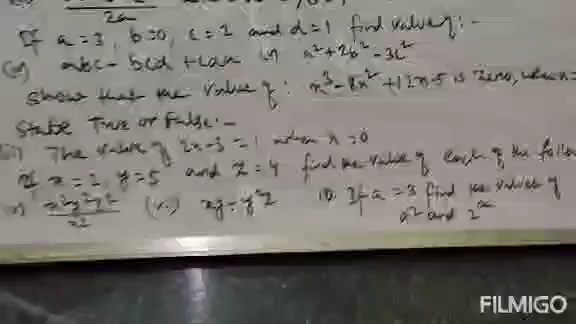 2a
If a = 3, b = 0, c = 2 and d = 1 find value of :
abc - bcd + cda a² + 2b² - 3c²
Show that the value of : x³ - 8x² + 12x - 5 is zero, when x =
State True or False :-
The value of 2x - 3 = 1 when x = 0
If x = 2, y = 5 and z = 4 find the value of each of the follow
xy ÷ y²z If a = 3 find the values of
a² and 2ᵃ
FILMIGO